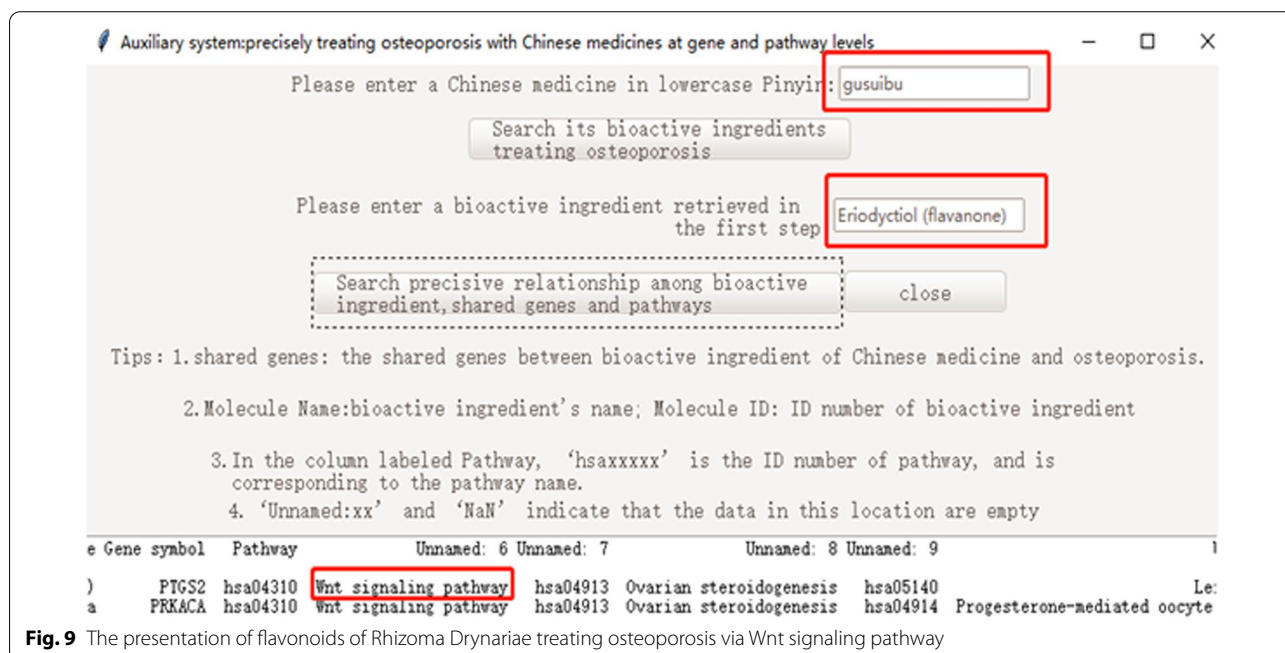 Auxiliary system:precisely treating osteoporosis with Chinese medicines at gene and pathway levels
Please enter a Chinese medicine in lowercase Pinyin: gusuibu
Search its bioactive ingredients
treating osteoporosis
Please enter a bioactive ingredient retrieved in
the first step
Eriodyctiol (flavanone)
Search precisive relationship among bioactive
ingredient,shared genes and pathways
close
Tips: 1.shared genes: the shared genes between bioactive ingredient of Chinese medicine and osteoporosis.
2.Molecule Name:bioactive ingredient's name; Molecule ID: ID number of bioactive ingredient
3.In the column labeled Pathway, ‘hsaxxxxx’ is the ID number of pathway, and is
corresponding to the pathway name.
4. ‘Unnamed:xx’ and ‘NaN’ indicate that the data in this location are empty
e Gene symbol Pathway Unnamed: 6 Unnamed: 7 Unnamed: 8 Unnamed: 9
) PTGS2 hsa04310 Wnt signaling pathway hsa04913 Ovarian steroidogenesis hsa05140
a PRKACA hsa04310 Wnt signaling pathway hsa04913 Ovarian steroidogenesis hsa04914 Progesterone-mediated oocyte
Fig. 9 The presentation of flavonoids of Rhizoma Drynariae treating osteoporosis via Wnt signaling pathway